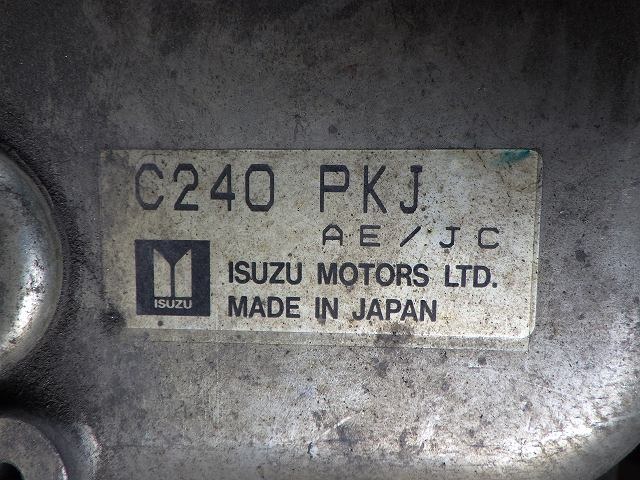 C240 PKJ
AE/JC
ISUZU
ISUZU MOTORS LTD.
MADE IN JAPAN